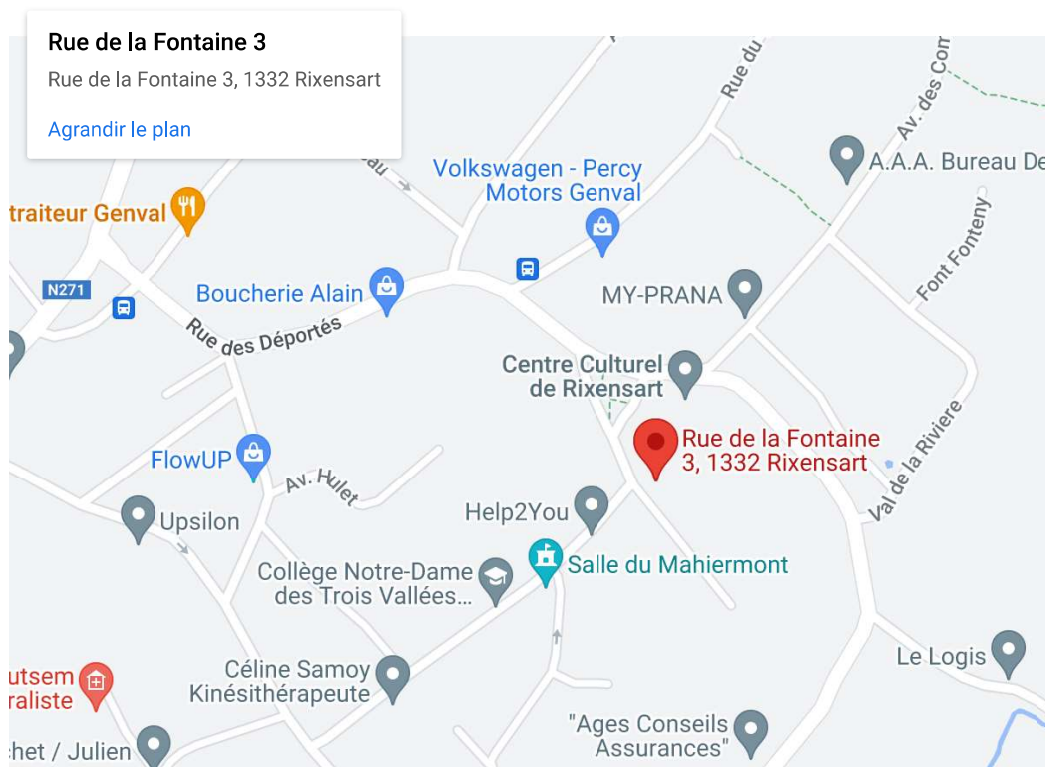 Rue de la Fontaine 3
Rue de la Fontaine 3, 1332 Rixensart
Agrandir le plan
Rue du
Av. des Com
eau
Volkswagen - Percy
Motors Genval
A.A.A. Bureau De
traiteur Genval
Font Fonteny
N271
Boucherie Alain
MY-PRANA
Rue des Déportés
Centre Culturel
de Rixensart
Rue de la Fontaine
3, 1332 Rixensart
Val de la Riviere
FlowUP
Av. Hulet
Help2You
Upsilon
Salle du Mahiermont
Collège Notre-Dame
des Trois Vallées...
Le Logis
Céline Samoy
Kinésithérapeute
utsem
raliste
"Ages Conseils
Assurances"
chet / Julien